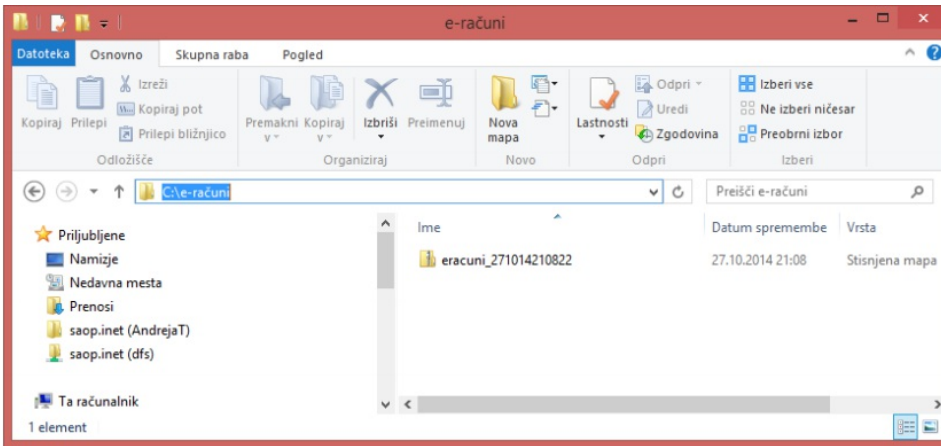 e-računi
Datoteka Osnovno Skupna raba Pogled
Kopiraj
Prilepi
Izreži
Kopiraj pot
Prilepi bližnjico
Odložišče
Premakni v
Kopiraj v
Izbriši
Preimenuj
Organiziraj
Nova mapa
Novo
Lastnosti
Odpri
Uredi
Zgodovina
Odpri
Izberi vse
Ne izberi ničesar
Preobrni izbor
Izberi
C:\e-računi
Preišči e-računi
Priljubljene
Namizje
Nedavna mesta
Prenosi
saop.inet (AndrejaT)
saop.inet (dfs)
Ta računalnik
Ime Datum spremembe Vrsta
eracuni_271014210822 27.10.2014 21:08 Stisnjena mapa
1 element